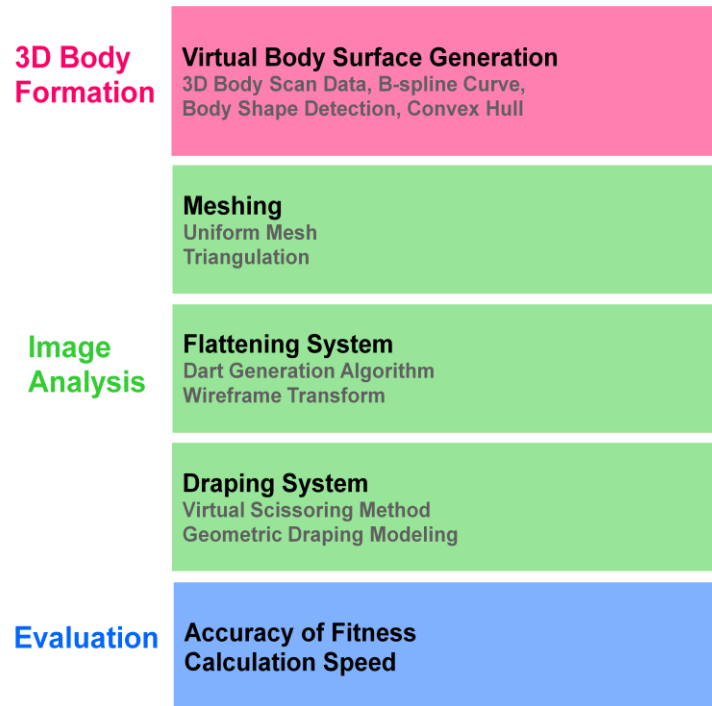 3D Body
Formation
Virtual Body Surface Generation
3D Body Scan Data, B-spline Curve,
Body Shape Detection, Convex Hull
Meshing
Uniform Mesh
Triangulation
Image
Analysis
Flattening System
Dart Generation Algorithm
Wireframe Transform
Draping System
Virtual Scissoring Method
Geometric Draping Modeling
Evaluation
Accuracy of Fitness
Calculation Speed